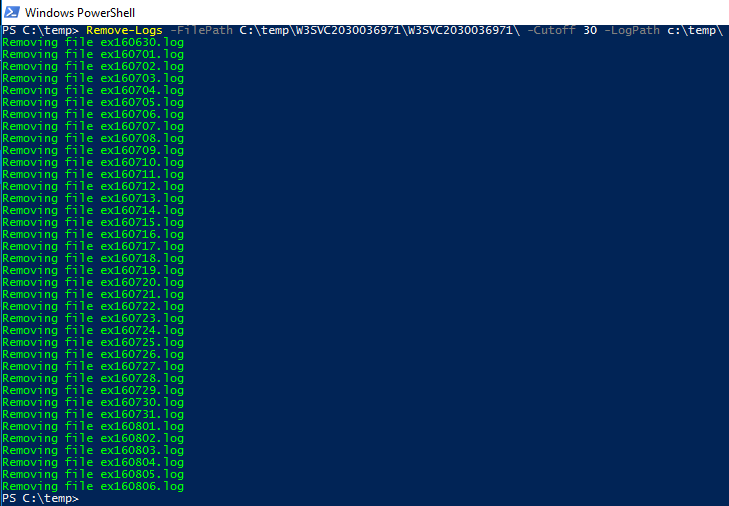 Windows PowerShell
PS C:\temp> Remove-Logs -FilePath C:\temp\W3SVC2030036971\W3SVC2030036971\ -Cutoff 30 -LogPath c:\temp\
Removing file ex160630.log
Removing file ex160701.log
Removing file ex160702.log
Removing file ex160703.log
Removing file ex160704.log
Removing file ex160705.log
Removing file ex160706.log
Removing file ex160707.log
Removing file ex160708.log
Removing file ex160709.log
Removing file ex160710.log
Removing file ex160711.log
Removing file ex160712.log
Removing file ex160713.log
Removing file ex160714.log
Removing file ex160715.log
Removing file ex160716.log
Removing file ex160717.log
Removing file ex160718.log
Removing file ex160719.log
Removing file ex160720.log
Removing file ex160721.log
Removing file ex160722.log
Removing file ex160723.log
Removing file ex160724.log
Removing file ex160725.log
Removing file ex160726.log
Removing file ex160727.log
Removing file ex160728.log
Removing file ex160729.log
Removing file ex160730.log
Removing file ex160731.log
Removing file ex160801.log
Removing file ex160802.log
Removing file ex160803.log
Removing file ex160804.log
Removing file ex160805.log
Removing file ex160806.log
PS C:\temp>